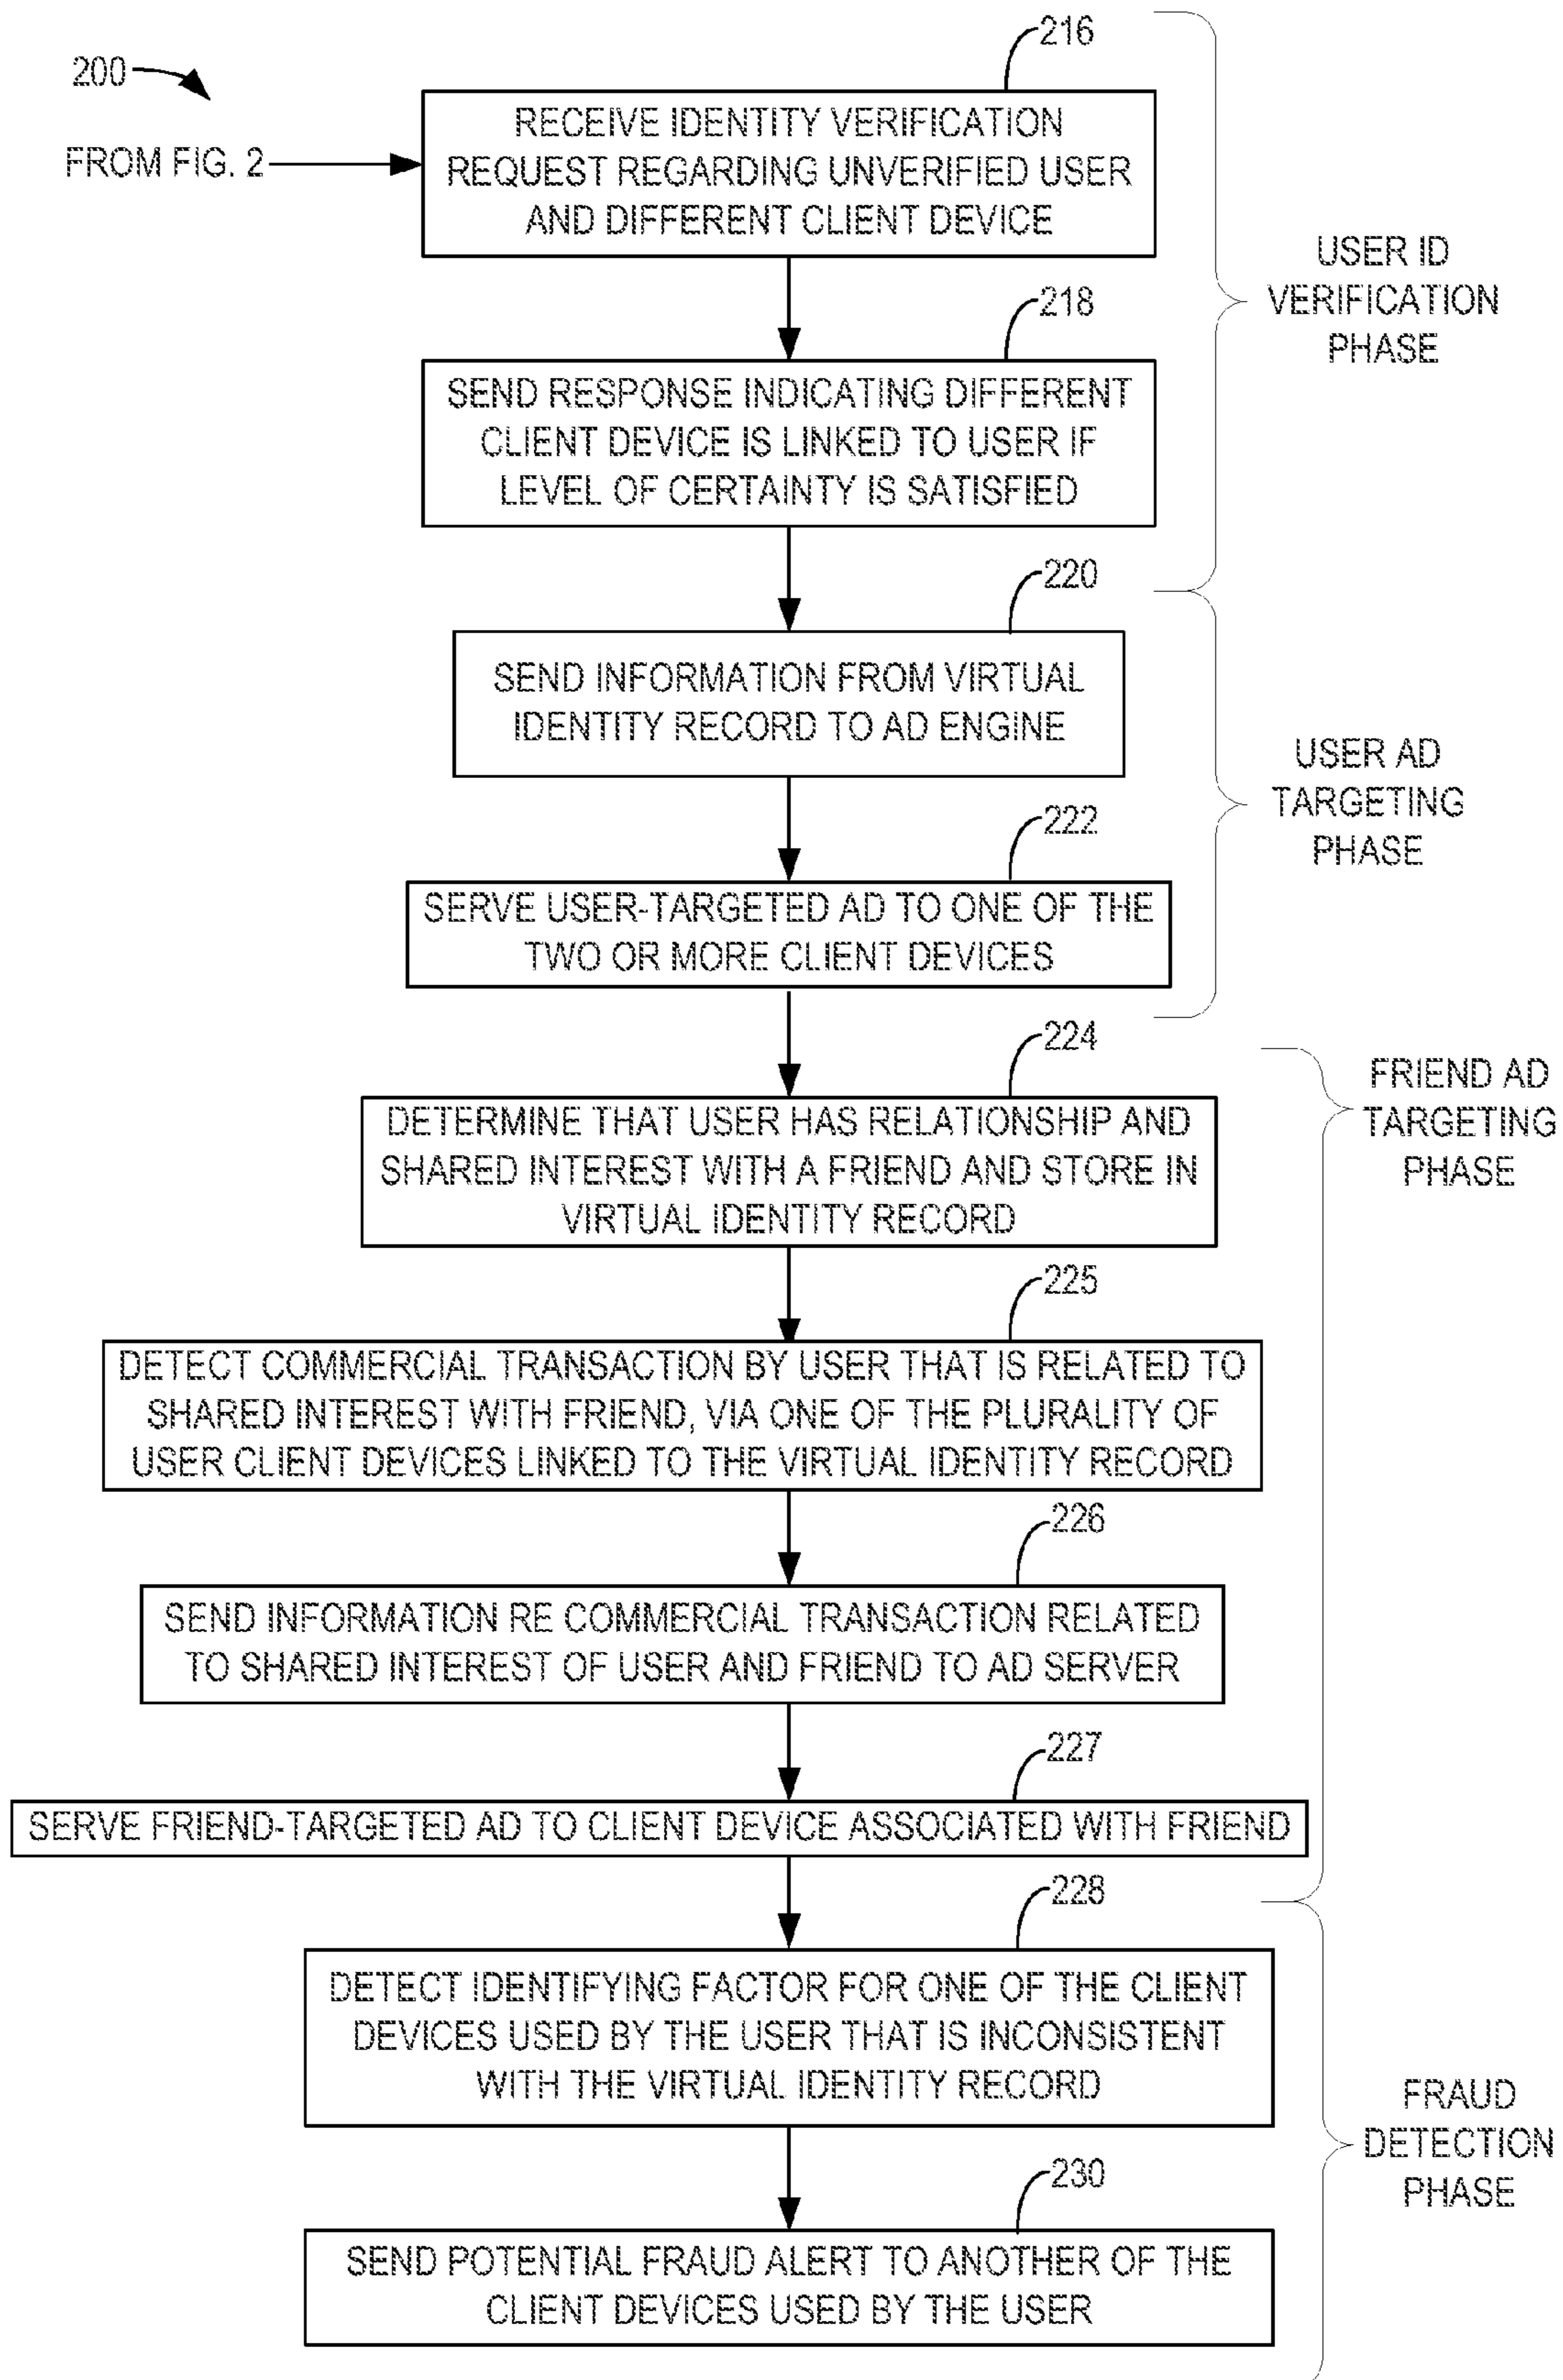 200
FROM FIG. 2
216
RECEIVE IDENTITY VERIFICATION
REQUEST REGARDING UNVERIFIED USER
AND DIFFERENT CLIENT DEVICE
USER ID
VERIFICATION
PHASE
218
SEND RESPONSE INDICATING DIFFERENT
CLIENT DEVICE IS LINKED TO USER IF
LEVEL OF CERTAINTY IS SATISFIED
220
SEND INFORMATION FROM VIRTUAL
IDENTITY RECORD TO AD ENGINE
USER AD
TARGETING
PHASE
222
SERVE USER-TARGETED AD TO ONE OF THE
TWO OR MORE CLIENT DEVICES
224
DETERMINE THAT USER HAS RELATIONSHIP AND
SHARED INTEREST WITH A FRIEND AND STORE IN
VIRTUAL IDENTITY RECORD
FRIEND AD
TARGETING
PHASE
225
DETECT COMMERCIAL TRANSACTION BY USER THAT IS RELATED TO
SHARED INTEREST WITH FRIEND, VIA ONE OF THE PLURALITY OF
USER CLIENT DEVICES LINKED TO THE VIRTUAL IDENTITY RECORD
226
SEND INFORMATION RE COMMERCIAL TRANSACTION RELATED
TO SHARED INTEREST OF USER AND FRIEND TO AD SERVER
227
SERVE FRIEND-TARGETED AD TO CLIENT DEVICE ASSOCIATED WITH FRIEND
228
DETECT IDENTIFYING FACTOR FOR ONE OF THE CLIENT
DEVICES USED BY THE USER THAT IS INCONSISTENT
WITH THE VIRTUAL IDENTITY RECORD
FRAUD
DETECTION
PHASE
230
SEND POTENTIAL FRAUD ALERT TO ANOTHER OF THE
CLIENT DEVICES USED BY THE USER